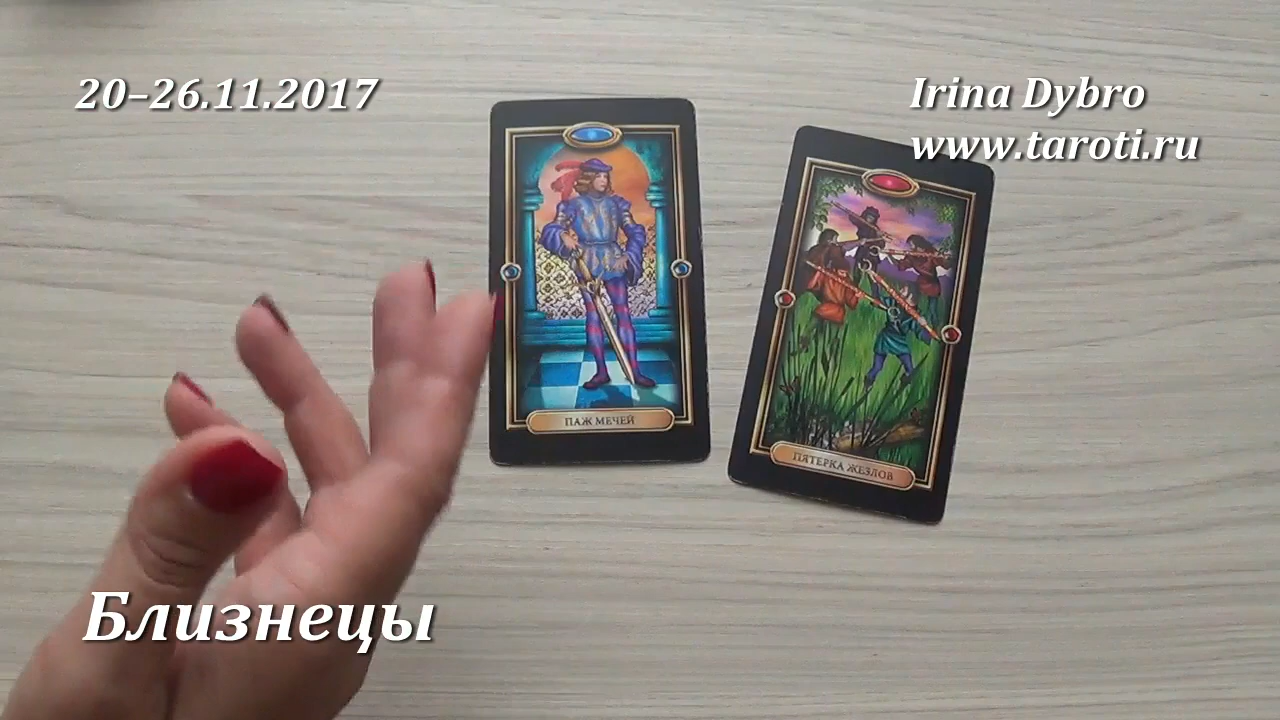 20–26.11.2017
Irina Dybro
www.taroti.ru
ПАЖ МЕЧЕЙ
ПЯТЕРКА ЖЕЗЛОВ
Близнецы